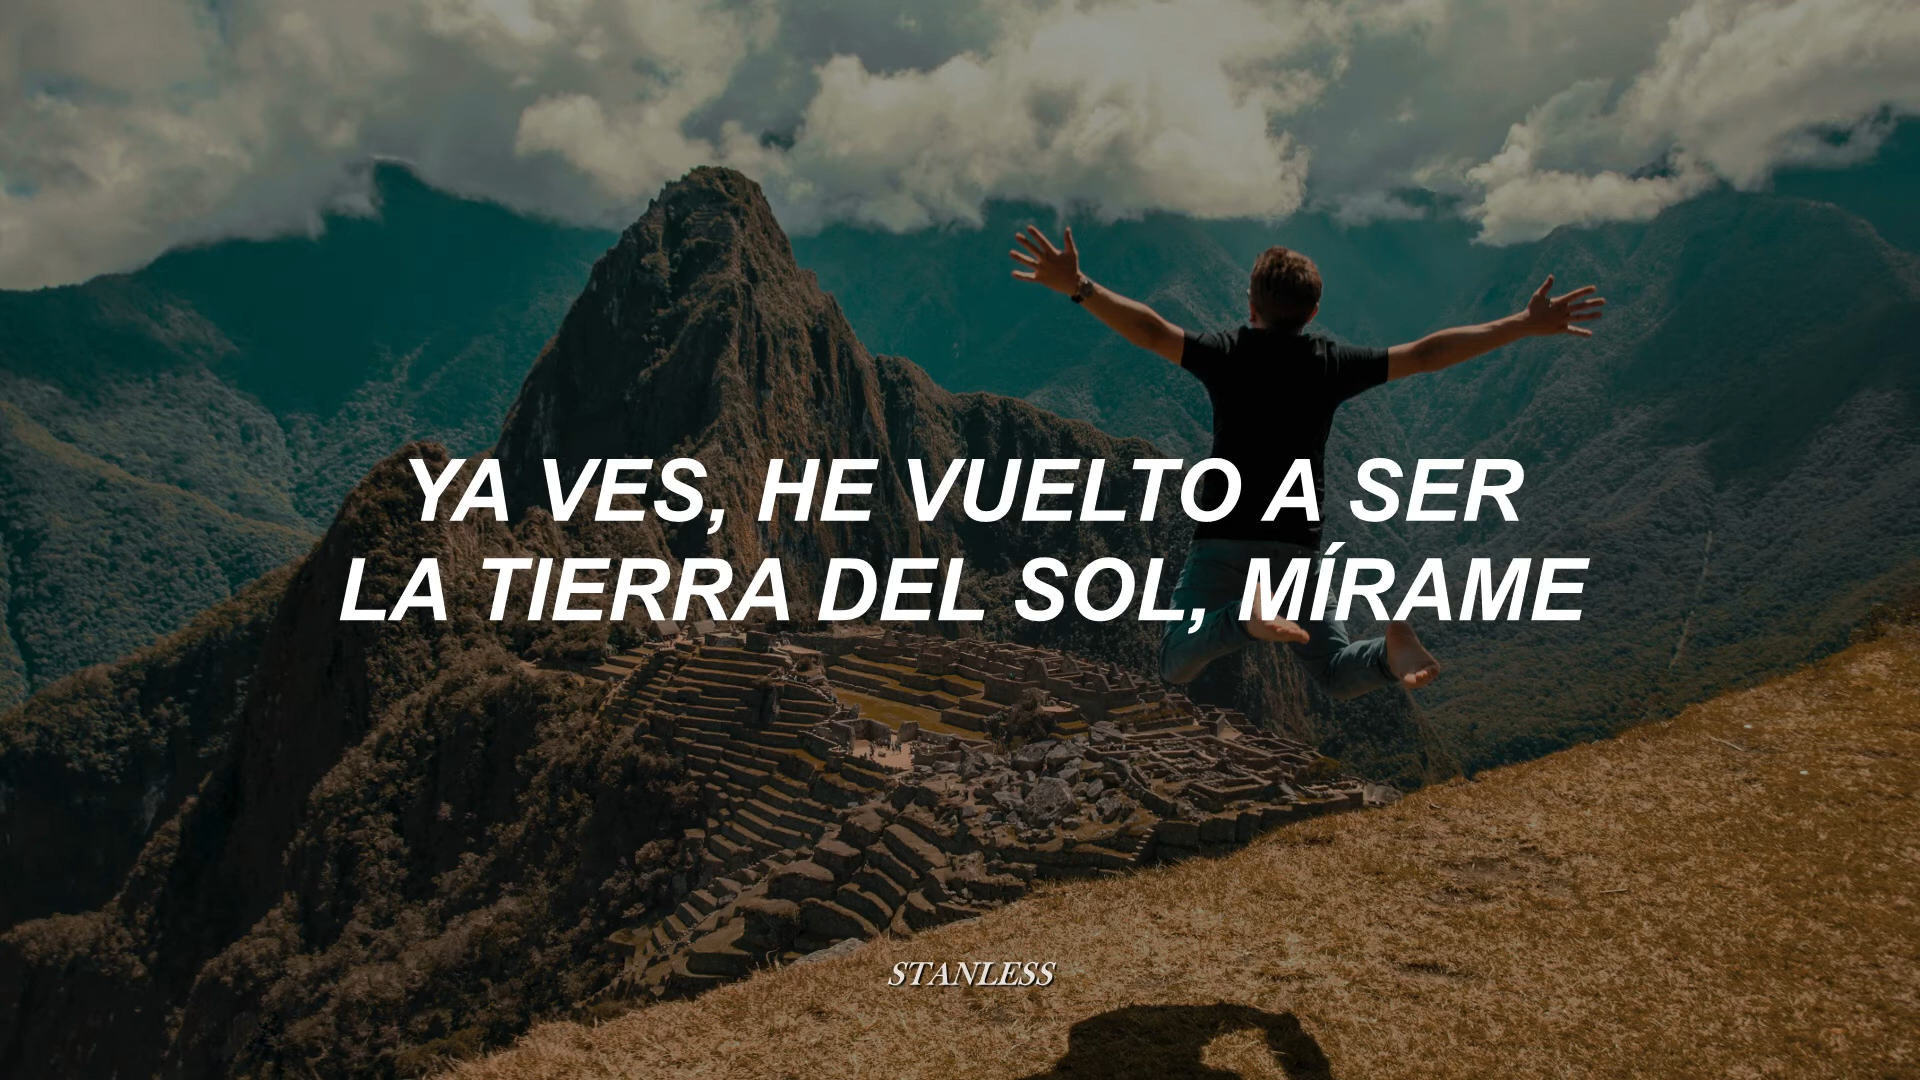 YA VES, HE VUELTO A SER
LA TIERRA DEL SOL, MÍRAME
STANLESS